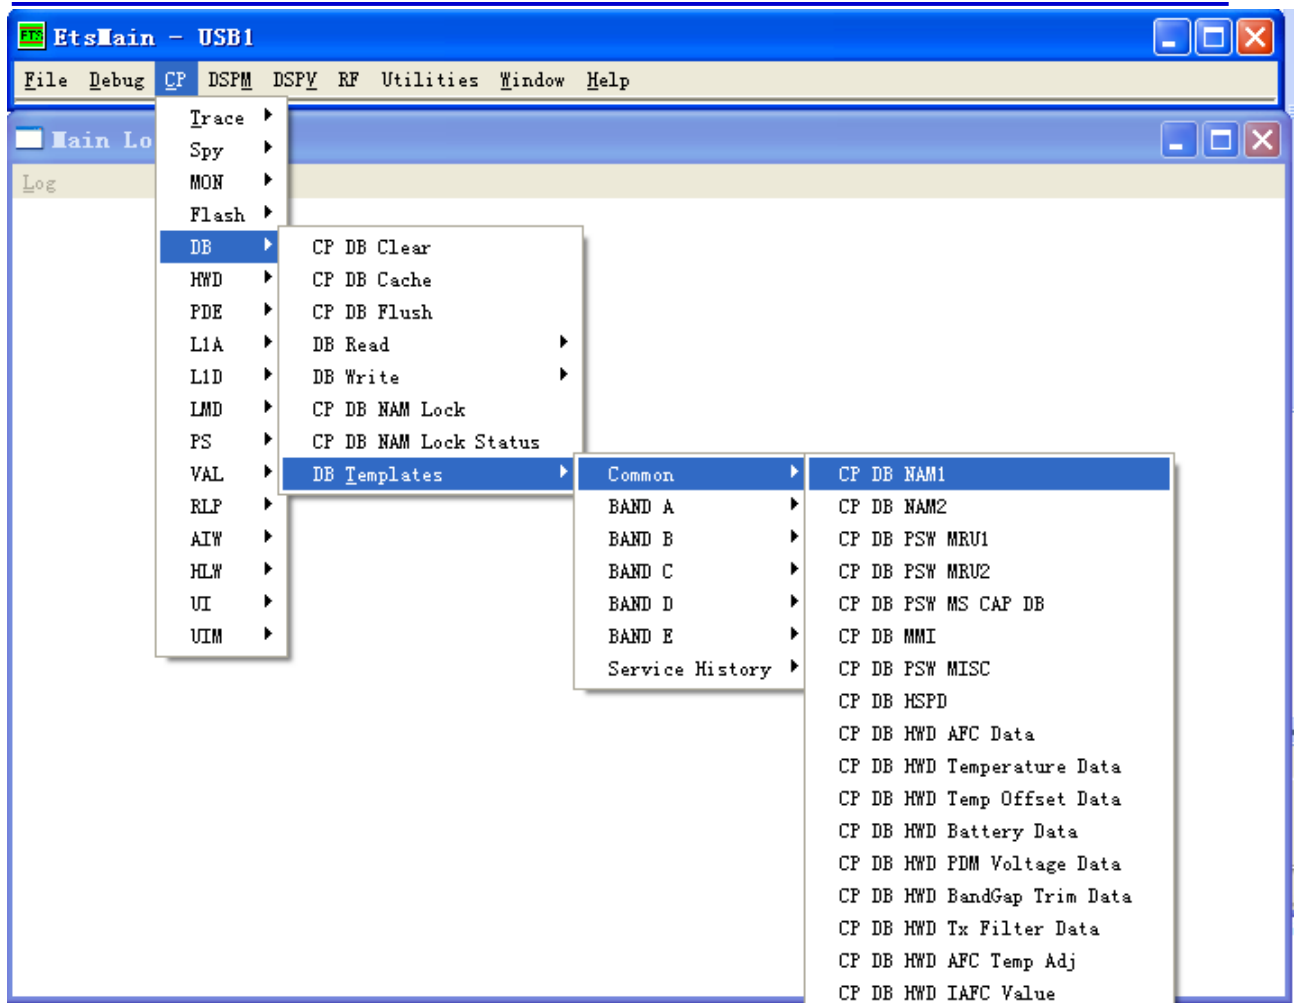 ETS EtsMain - USB1
File Debug CP DSPM DSPV RF Utilities Window Help
Main Lo
Log
Trace
Spy
MON
Flash
DB
HWD
PDE
L1A
L1D
LMD
PS
VAL
RLP
AIW
HLW
UI
UIM
CP DB Clear
CP DB Cache
CP DB Flush
DB Read
DB Write
CP DB NAM Lock
CP DB NAM Lock Status
DB Templates
Common
BAND A
BAND B
BAND C
BAND D
BAND E
Service History
CP DB NAM1
CP DB NAM2
CP DB PSW MRU1
CP DB PSW MRU2
CP DB PSW MS CAP DB
CP DB MMI
CP DB PSW MISC
CP DB HSPD
CP DB HWD AFC Data
CP DB HWD Temperature Data
CP DB HWD Temp Offset Data
CP DB HWD Battery Data
CP DB HWD PDM Voltage Data
CP DB HWD BandGap Trim Data
CP DB HWD Tx Filter Data
CP DB HWD AFC Temp Adj
CP DB HWD IAFC Value